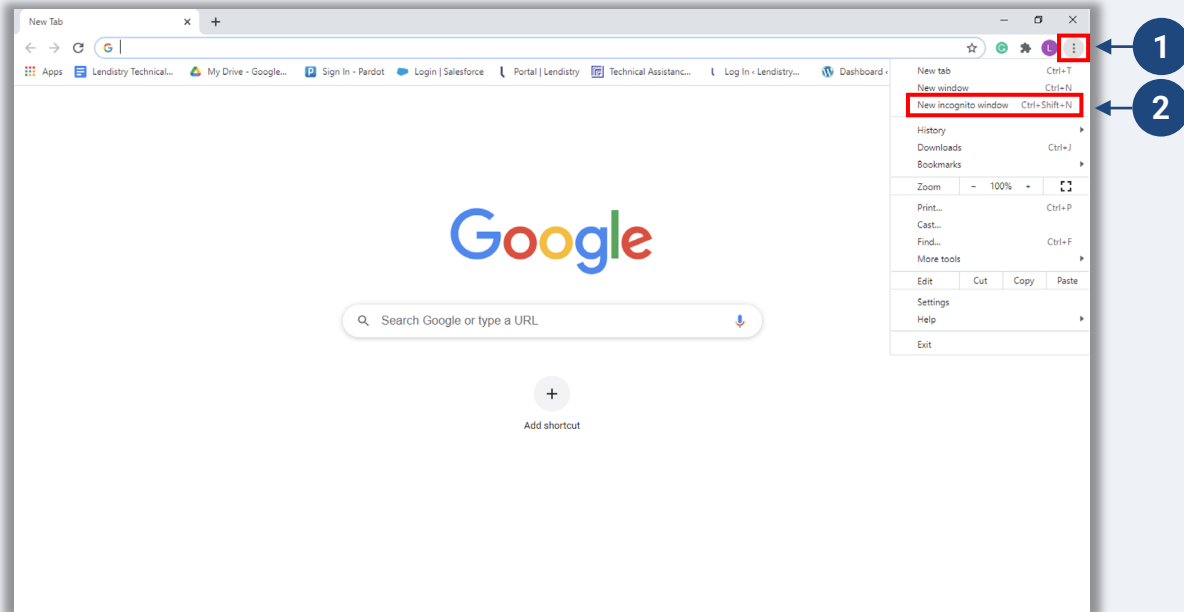 New Tab
1
Apps Lendistry Technical... My Drive - Google... Sign In - Pardot Login | Salesforce Portal | Lendistry Technical Assistanc... Log In ‹ Lendistry... Dashboard ‹
New tab Ctrl+T
New window Ctrl+N
New incognito window Ctrl+Shift+N
2
History
Downloads Ctrl+J
Bookmarks
Zoom - 100% +
Print... Ctrl+P
Cast...
Find... Ctrl+F
More tools
Edit Cut Copy Paste
Settings
Help
Exit
Google
Search Google or type a URL
Add shortcut